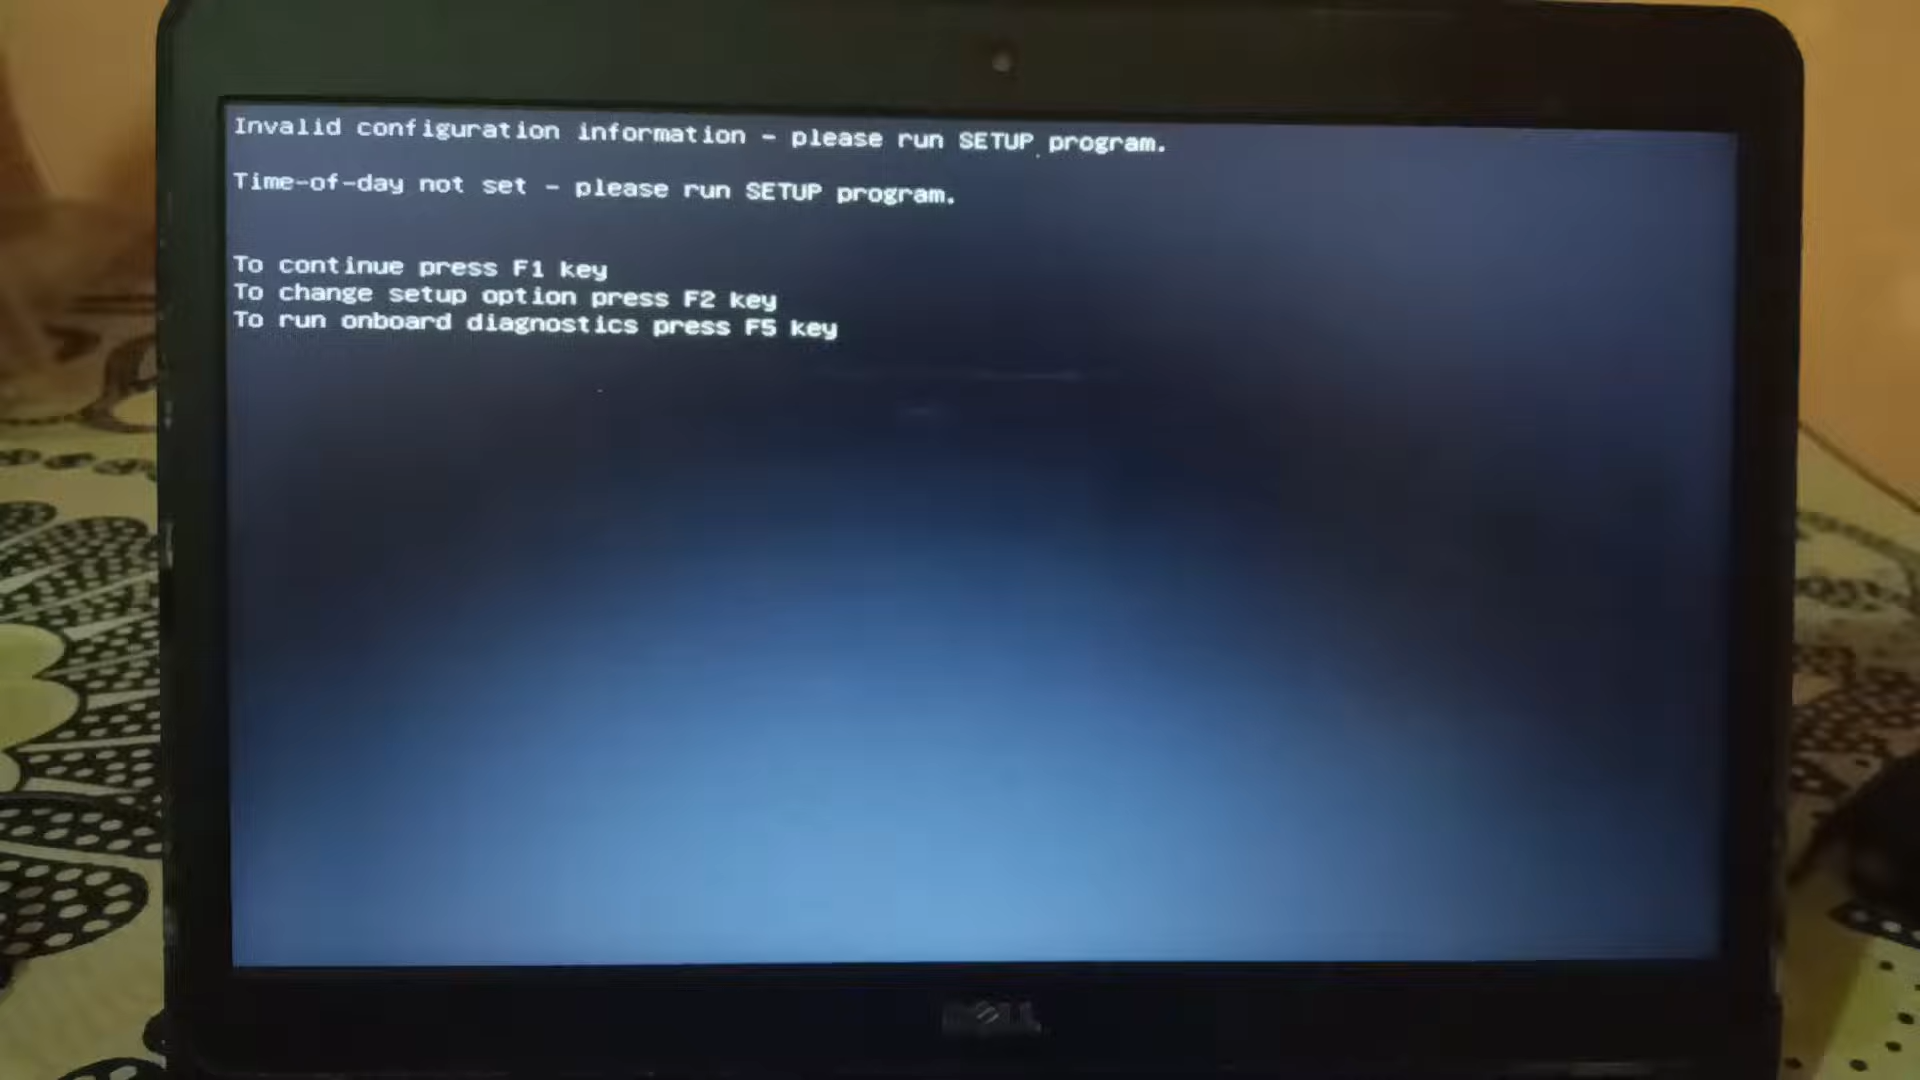 Invalid configuration information - please run SETUP program.
Time-of-day not set - please run SETUP program.
To continue press F1 key
To change setup option press F2 key
To run onboard diagnostics press F5 key
DELL